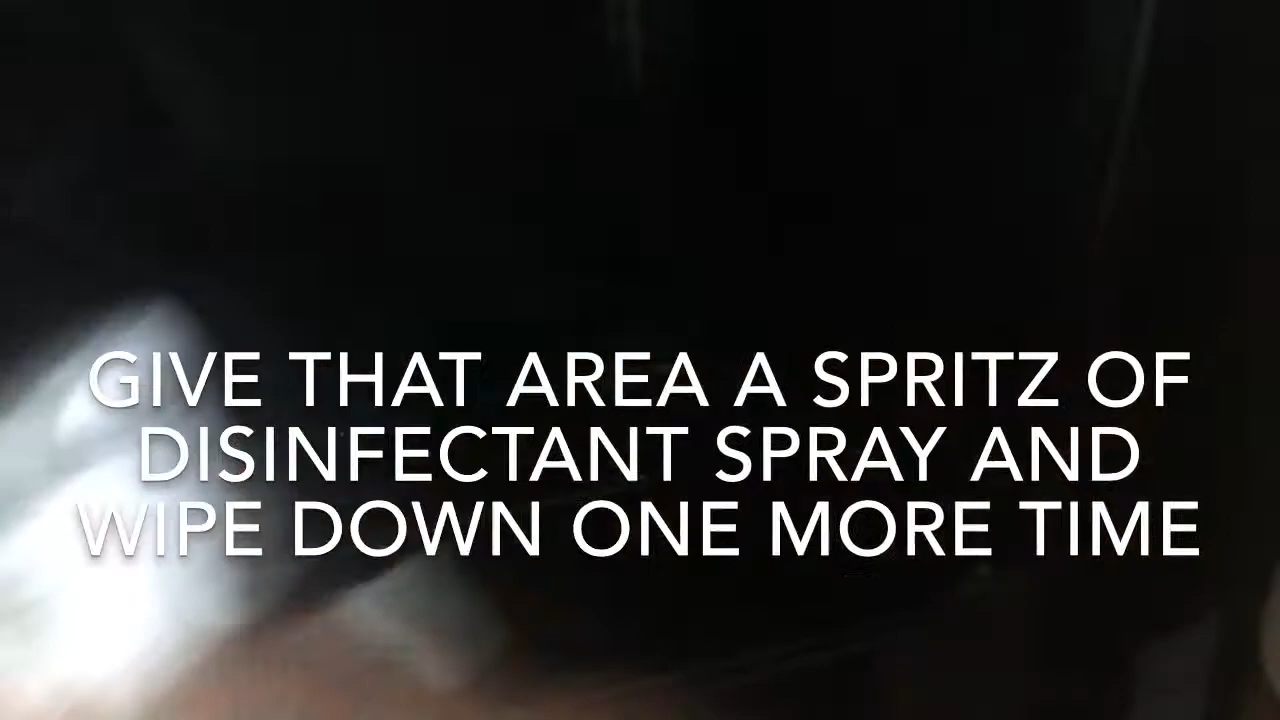 GIVE THAT AREA A SPRITZ OF
DISINFECTANT SPRAY AND
WIPE DOWN ONE MORE TIME